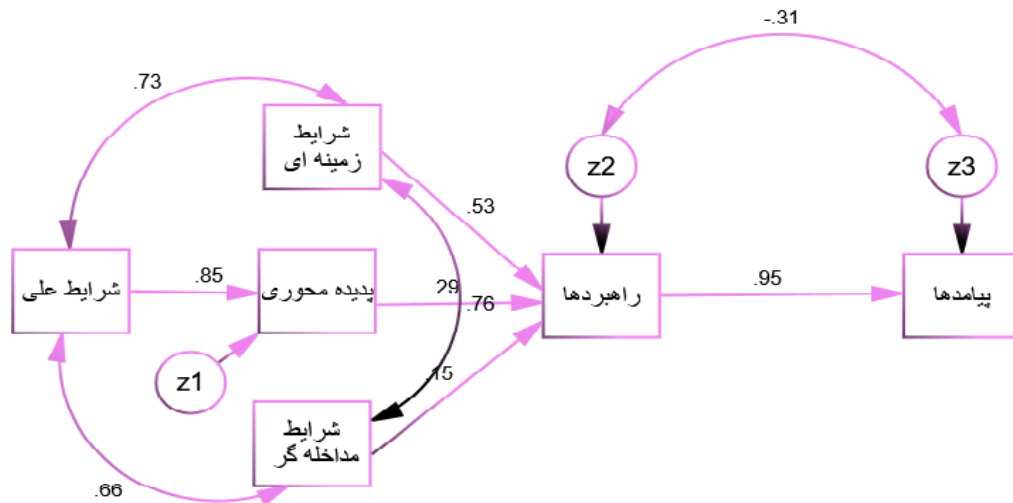 -.31
.73
شرایط
زمینه ای
z2
z3
.53
شرایط علی
.85
پدیده محوری
.29
.76
راهبردها
.95
پیامدها
z1
.15
شرایط
مداخله گر
.66